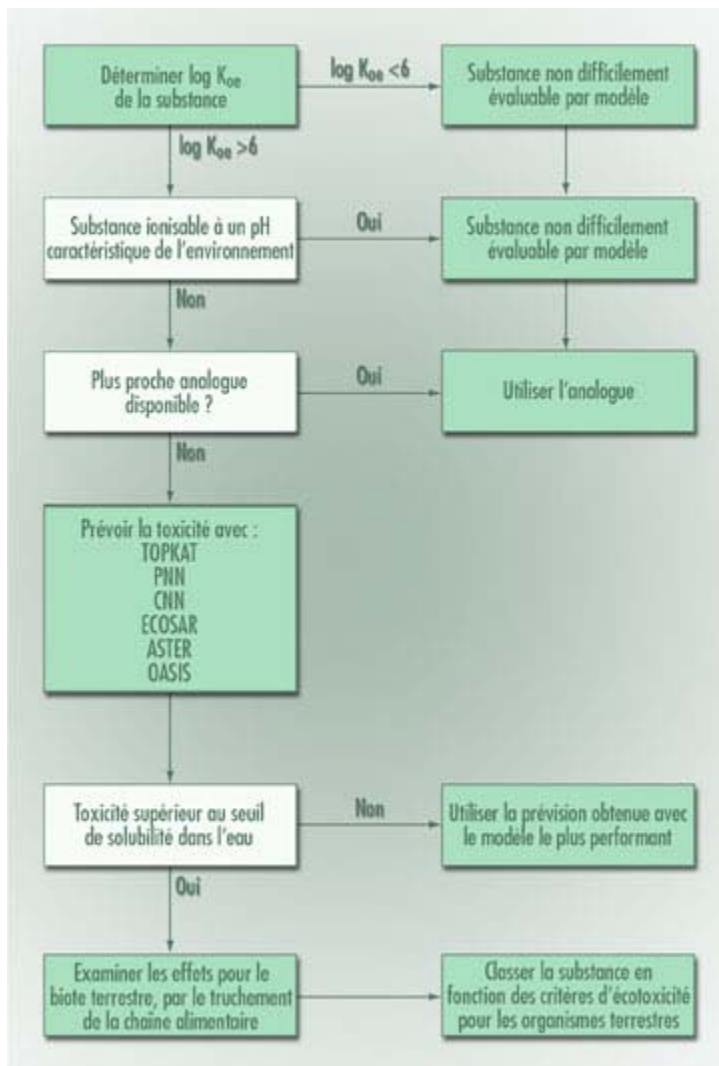 Déterminer log Koe
de la substance
log Koe <6
Substance non difficilement
évaluable par modèle
log Koe >6
Substance ionisable à un pH
caractéristique de l'environnement
Oui
Substance non difficilement
évaluable par modèle
Non
Plus proche analogue
disponible ?
Oui
Utiliser l'analogue
Non
Prévoir la toxicité avec :
TOPKAT
PNN
CNN
ECOSAR
ASTER
OASIS
Toxicité supérieur au seuil
de solubilité dans l'eau
Non
Utiliser la prévision obtenue avec
le modèle le plus performant
Oui
Examiner les effets pour le
biote terrestre, par le truchement
de la chaîne alimentaire
Classer la substance en
fonction des critères d'écotoxicité
pour les organismes terrestres